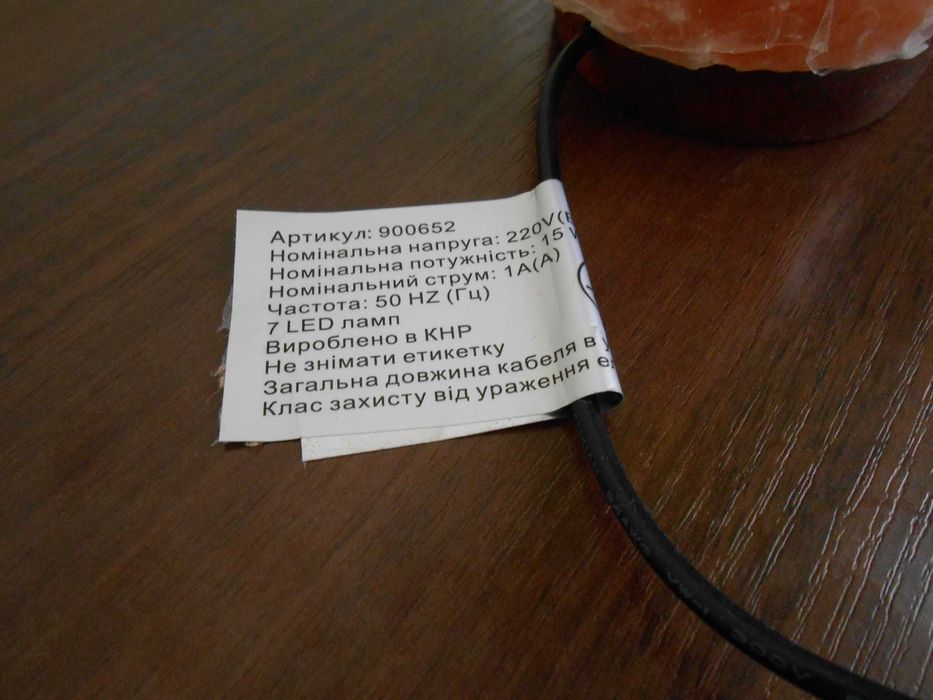 Артикул: 900652
Номінальна напруга: 220V(
Номінальна потужність: 15
Номінальний струм: 1A(A)
Частота: 50 HZ (Гц)
7 LED ламп
Вироблено в КНР
Не знімати етикетку
Загальна довжина кабеля в
Клас захисту від ураження